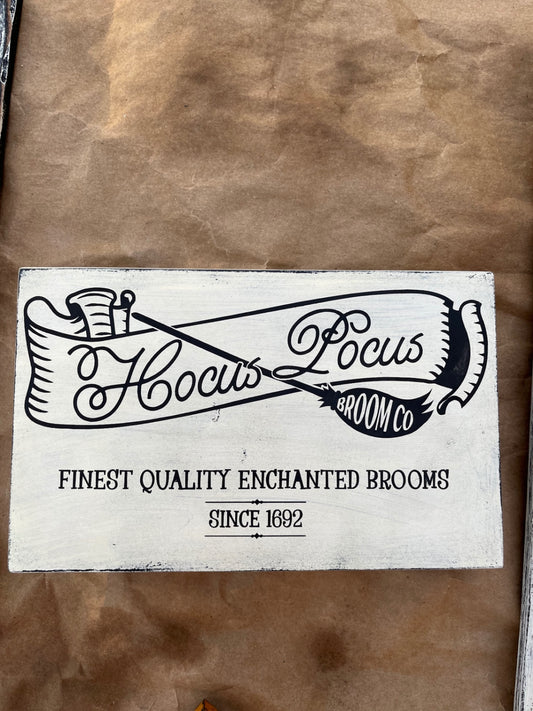 Hocus Pocus
BROOM CO
FINEST QUALITY ENCHANTED BROOMS
SINCE 1692